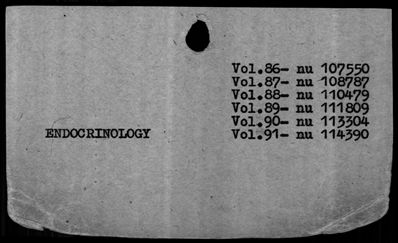 Vol.86- nu 107550
Vol.87- nu 108787
Vol.88- nu 110479
Vol.89- nu 111809
Vol.90- nu 113304
ENDOCRINOLOGY Vol.91- nu 114390